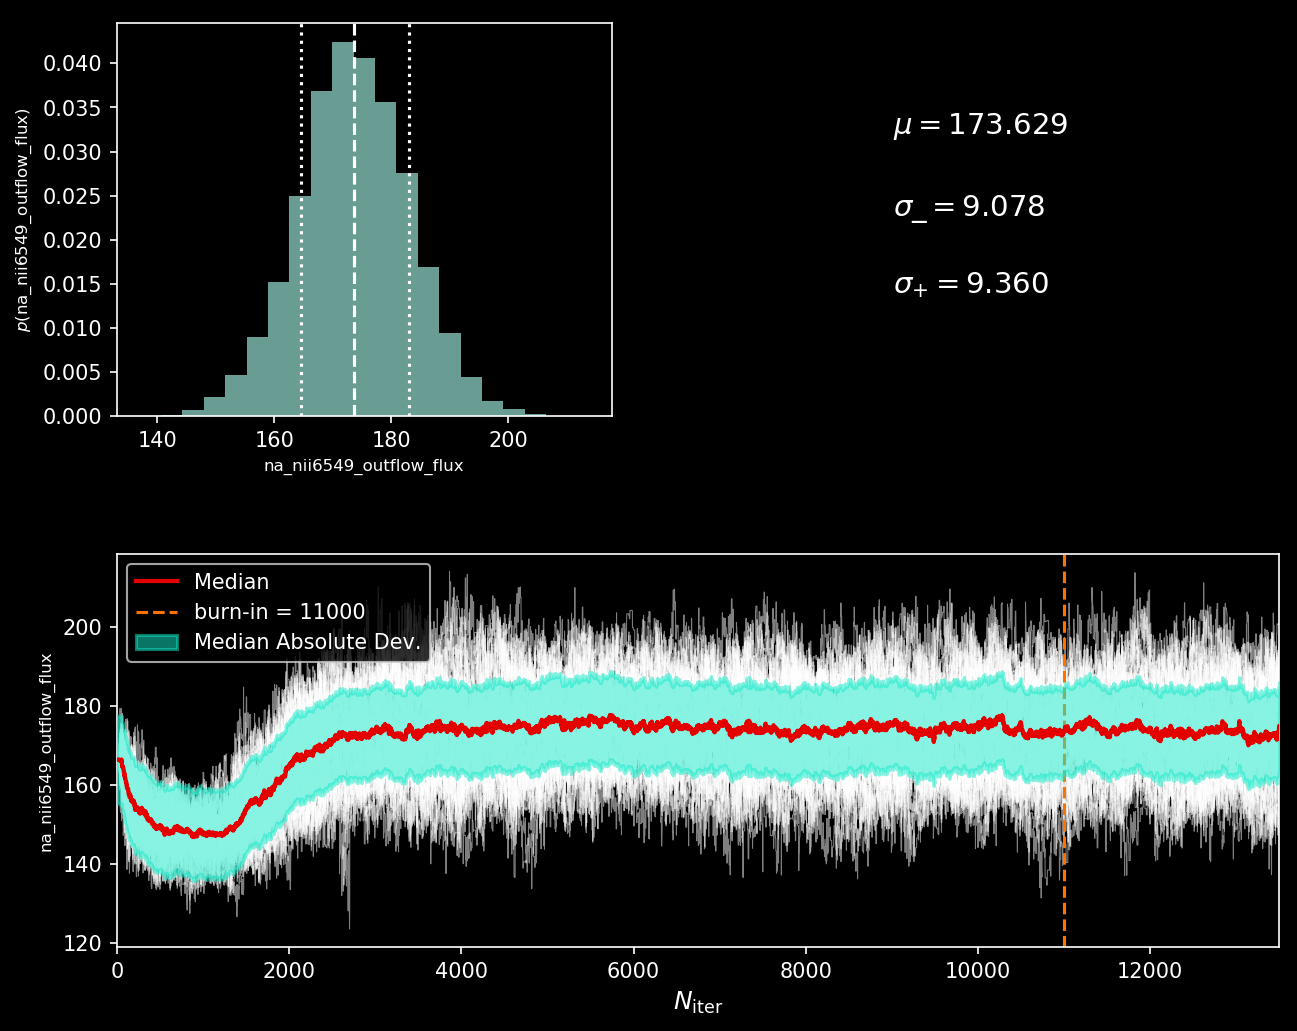 0.040
0.035
0.030
0.025
0.020
0.015
0.010
0.005
0.000
p(na_nii6549_outflow_flux)
140 160 180 200
na_nii6549_outflow_flux
μ = 173.629
σ_ = 9.078
σ+ = 9.360
Median
burn-in = 11000
Median Absolute Dev.
200
180
160
140
120
na_nii6549_outflow_flux
0 2000 4000 6000 8000 10000 12000
Niter